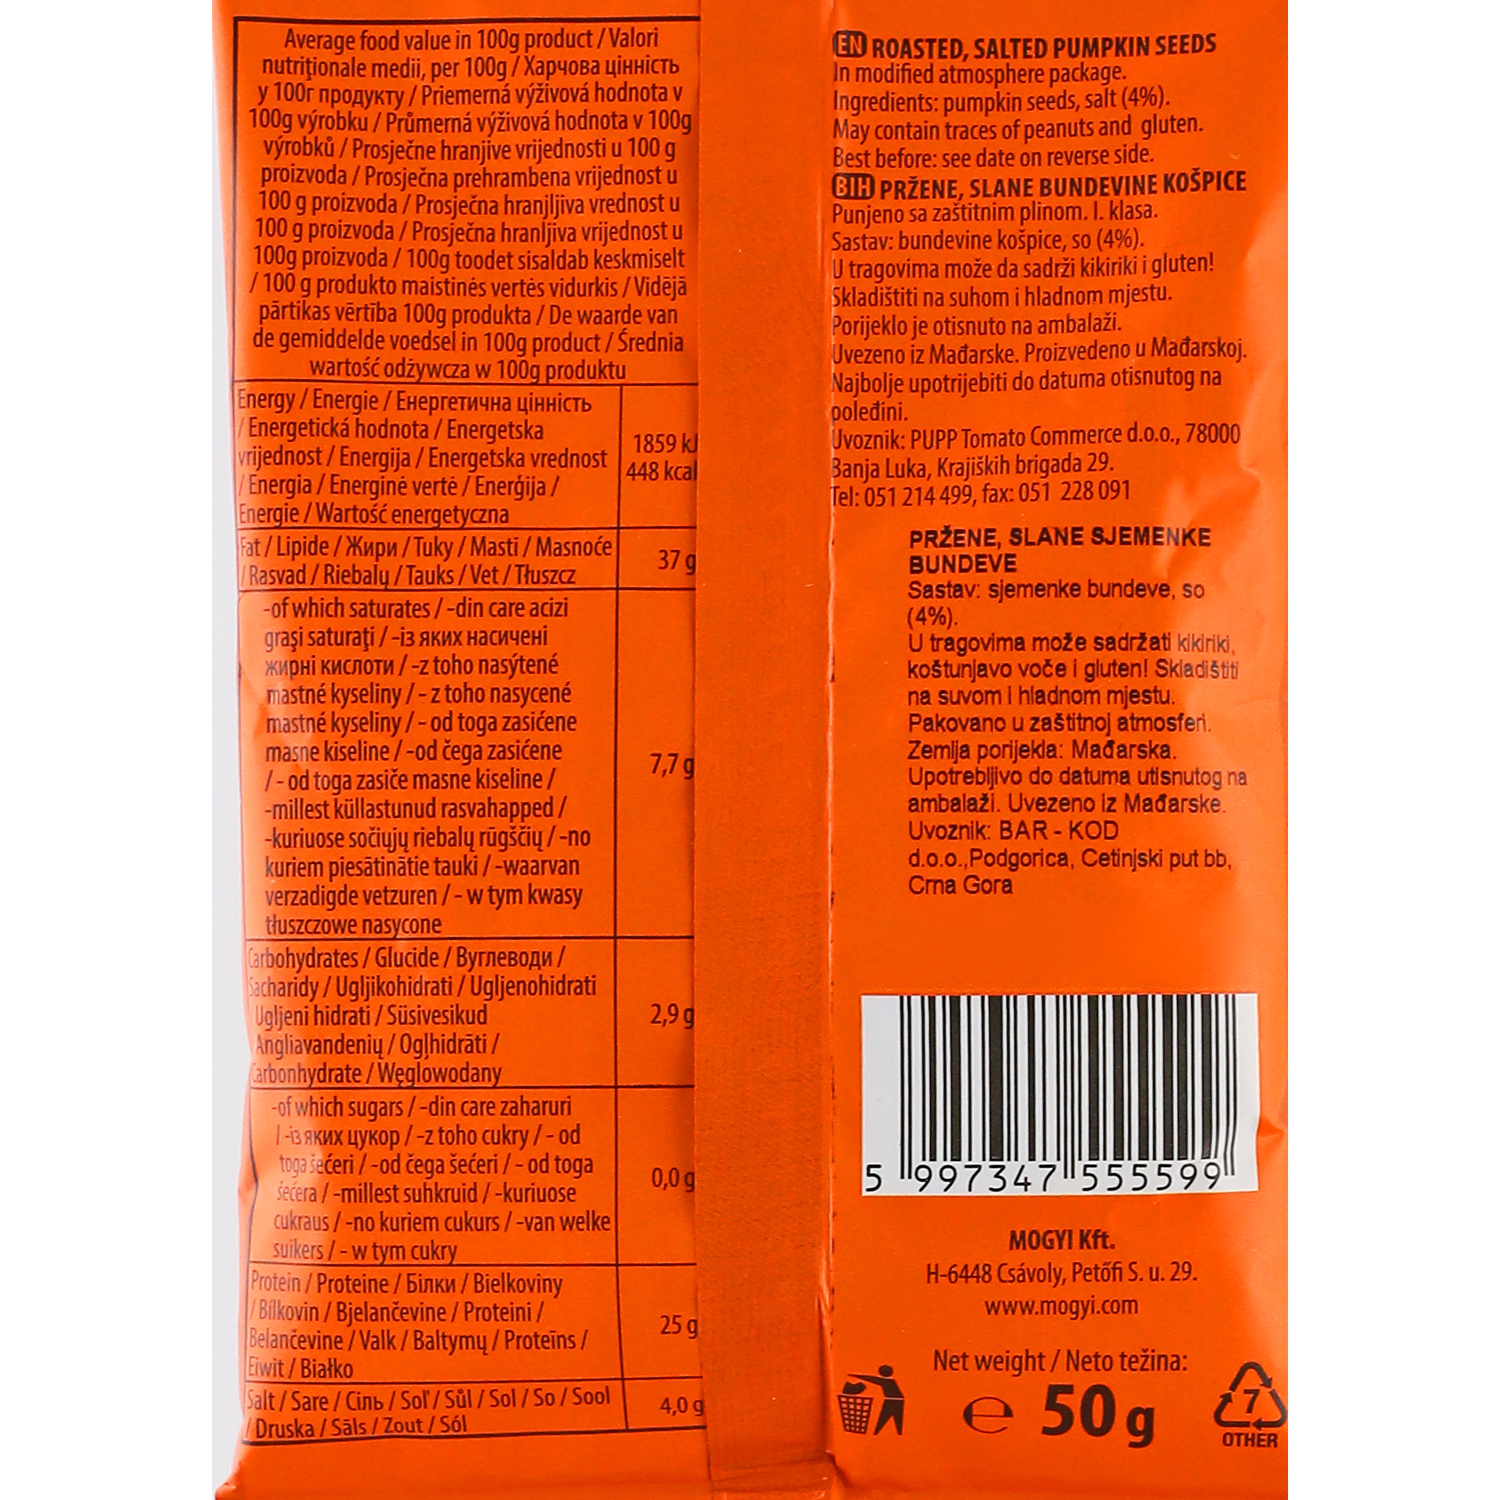 Average food value in 100g product / Valori
nutriţionale medii, per 100g / Харчова цінність
у 100г продукту / Priemerná výživová hodnota v
100g výrobku / Průmerná výživová hodnota v 100g
výrobků / Prosječne hranjive vrijednosti u 100 g
proizvoda / Prosječna prehrambena vrijednost u
100 g proizvoda / Prosječna hranjljiva vrednost u
100 g proizvoda / Prosječna hranljiva vrijednost u
100g proizvoda / 100g toodet sisaldab keskmiselt
/ 100 g produkto maistinės vertės vidurkis / Vidējā
pārtikas vērtība 100g produkta / De waarde van
de gemiddelde voedsel in 100g product / Średnia
wartość odżywcza w 100g produktu
Energy / Energie / Енергетична цінність
/ Energetická hodnota / Energetska
vrijednost / Energija / Energetska vrednost
/ Energia / Energinė vertė / Enerģija /
Energie / Wartość energetyczna
1859 kJ
448 kcal
Fat / Lipide / Жири / Tuky / Masti / Masnoće
/ Rasvad / Riebalų / Tauks / Vet / Tłuszcz
37 g
-of which saturates / -din care acizi
graşi saturaţi / -із яких насичені
жирні кислоти / -z toho nasýtené
mastné kyseliny / - z toho nasycené
mastné kyseliny / - od toga zasićene
masne kiseline / -od čega zasićene
/ - od toga zasiče masne kiseline /
-millest küllastunud rasvahapped /
-kuriuose sočiųjų riebalų rūgščių / -no
kuriem piesātinātie tauki / -waarvan
verzadigde vetzuren / - w tym kwasy
tłuszczowe nasycone
7,7 g
Carbohydrates / Glucide / Вуглеводи /
Sacharidy / Ugljikohidrati / Ugljenohidrati
Ugljeni hidrati / Süsivesikud
Angliavandenių / Ogļhidrāti /
Carbonhydrate / Węglowodany
2,9 g
-of which sugars / -din care zaharuri
/ -із яких цукор / -z toho cukry / - od
toga šećeri / -od čega šećeri / - od toga
šećera / -millest suhkruid / -kuriuose
cukraus / -no kuriem cukurs / -van welke
suikers / - w tym cukry
0,0 g
Protein / Proteine / Білки / Bielkoviny
/ Bílkovin / Bjelančevine / Proteini /
Belančevine / Valk / Baltymų / Proteīns /
Eiwit / Białko
25 g
Salt / Sare / Сіль / Soľ / Sůl / Sol / So / Sool
/ Druska / Sāls / Zout / Sól
4,0 g
EN ROASTED, SALTED PUMPKIN SEEDS
In modified atmosphere package.
Ingredients: pumpkin seeds, salt (4%).
May contain traces of peanuts and gluten.
Best before: see date on reverse side.
BIH PRŽENE, SLANE BUNDEVINE KOŠPICE
Punjeno sa zaštitnim plinom. I. klasa.
Sastav: bundevine košpice, so (4%).
U tragovima može da sadrži kikiriki i gluten!
Skladištiti na suhom i hladnom mjestu.
Porijeklo je otisnuto na ambalaži.
Uvezeno iz Mađarske. Proizvedeno u Mađarskoj.
Najbolje upotrijebiti do datuma otisnutog na
poleđini.
Uvoznik: PUPP Tomato Commerce d.o.o., 78000
Banja Luka, Krajiških brigada 29.
Tel: 051 214 499, fax: 051 228 091
PRŽENE, SLANE SJEMENKE
BUNDEVE
Sastav: sjemenke bundeve, so
(4%).
U tragovima može sadržati kikiriki,
koštunjavo voče i gluten! Skladištiti
na suvom i hladnom mjestu.
Pakovano u zaštitnoj atmosferi.
Zemlja porijekla: Mađarska.
Upotrebljivo do datuma utisnutog na
ambalaži. Uvezeno iz Mađarske.
Uvoznik: BAR - KOD
d.o.o.,Podgorica, Cetinjski put bb,
Crna Gora
5 997347 555599
MOGYI Kft.
H-6448 Csávoly, Petőfi S. u. 29.
www.mogyi.com
Net weight / Neto težina:
e 50 g
7
OTHER